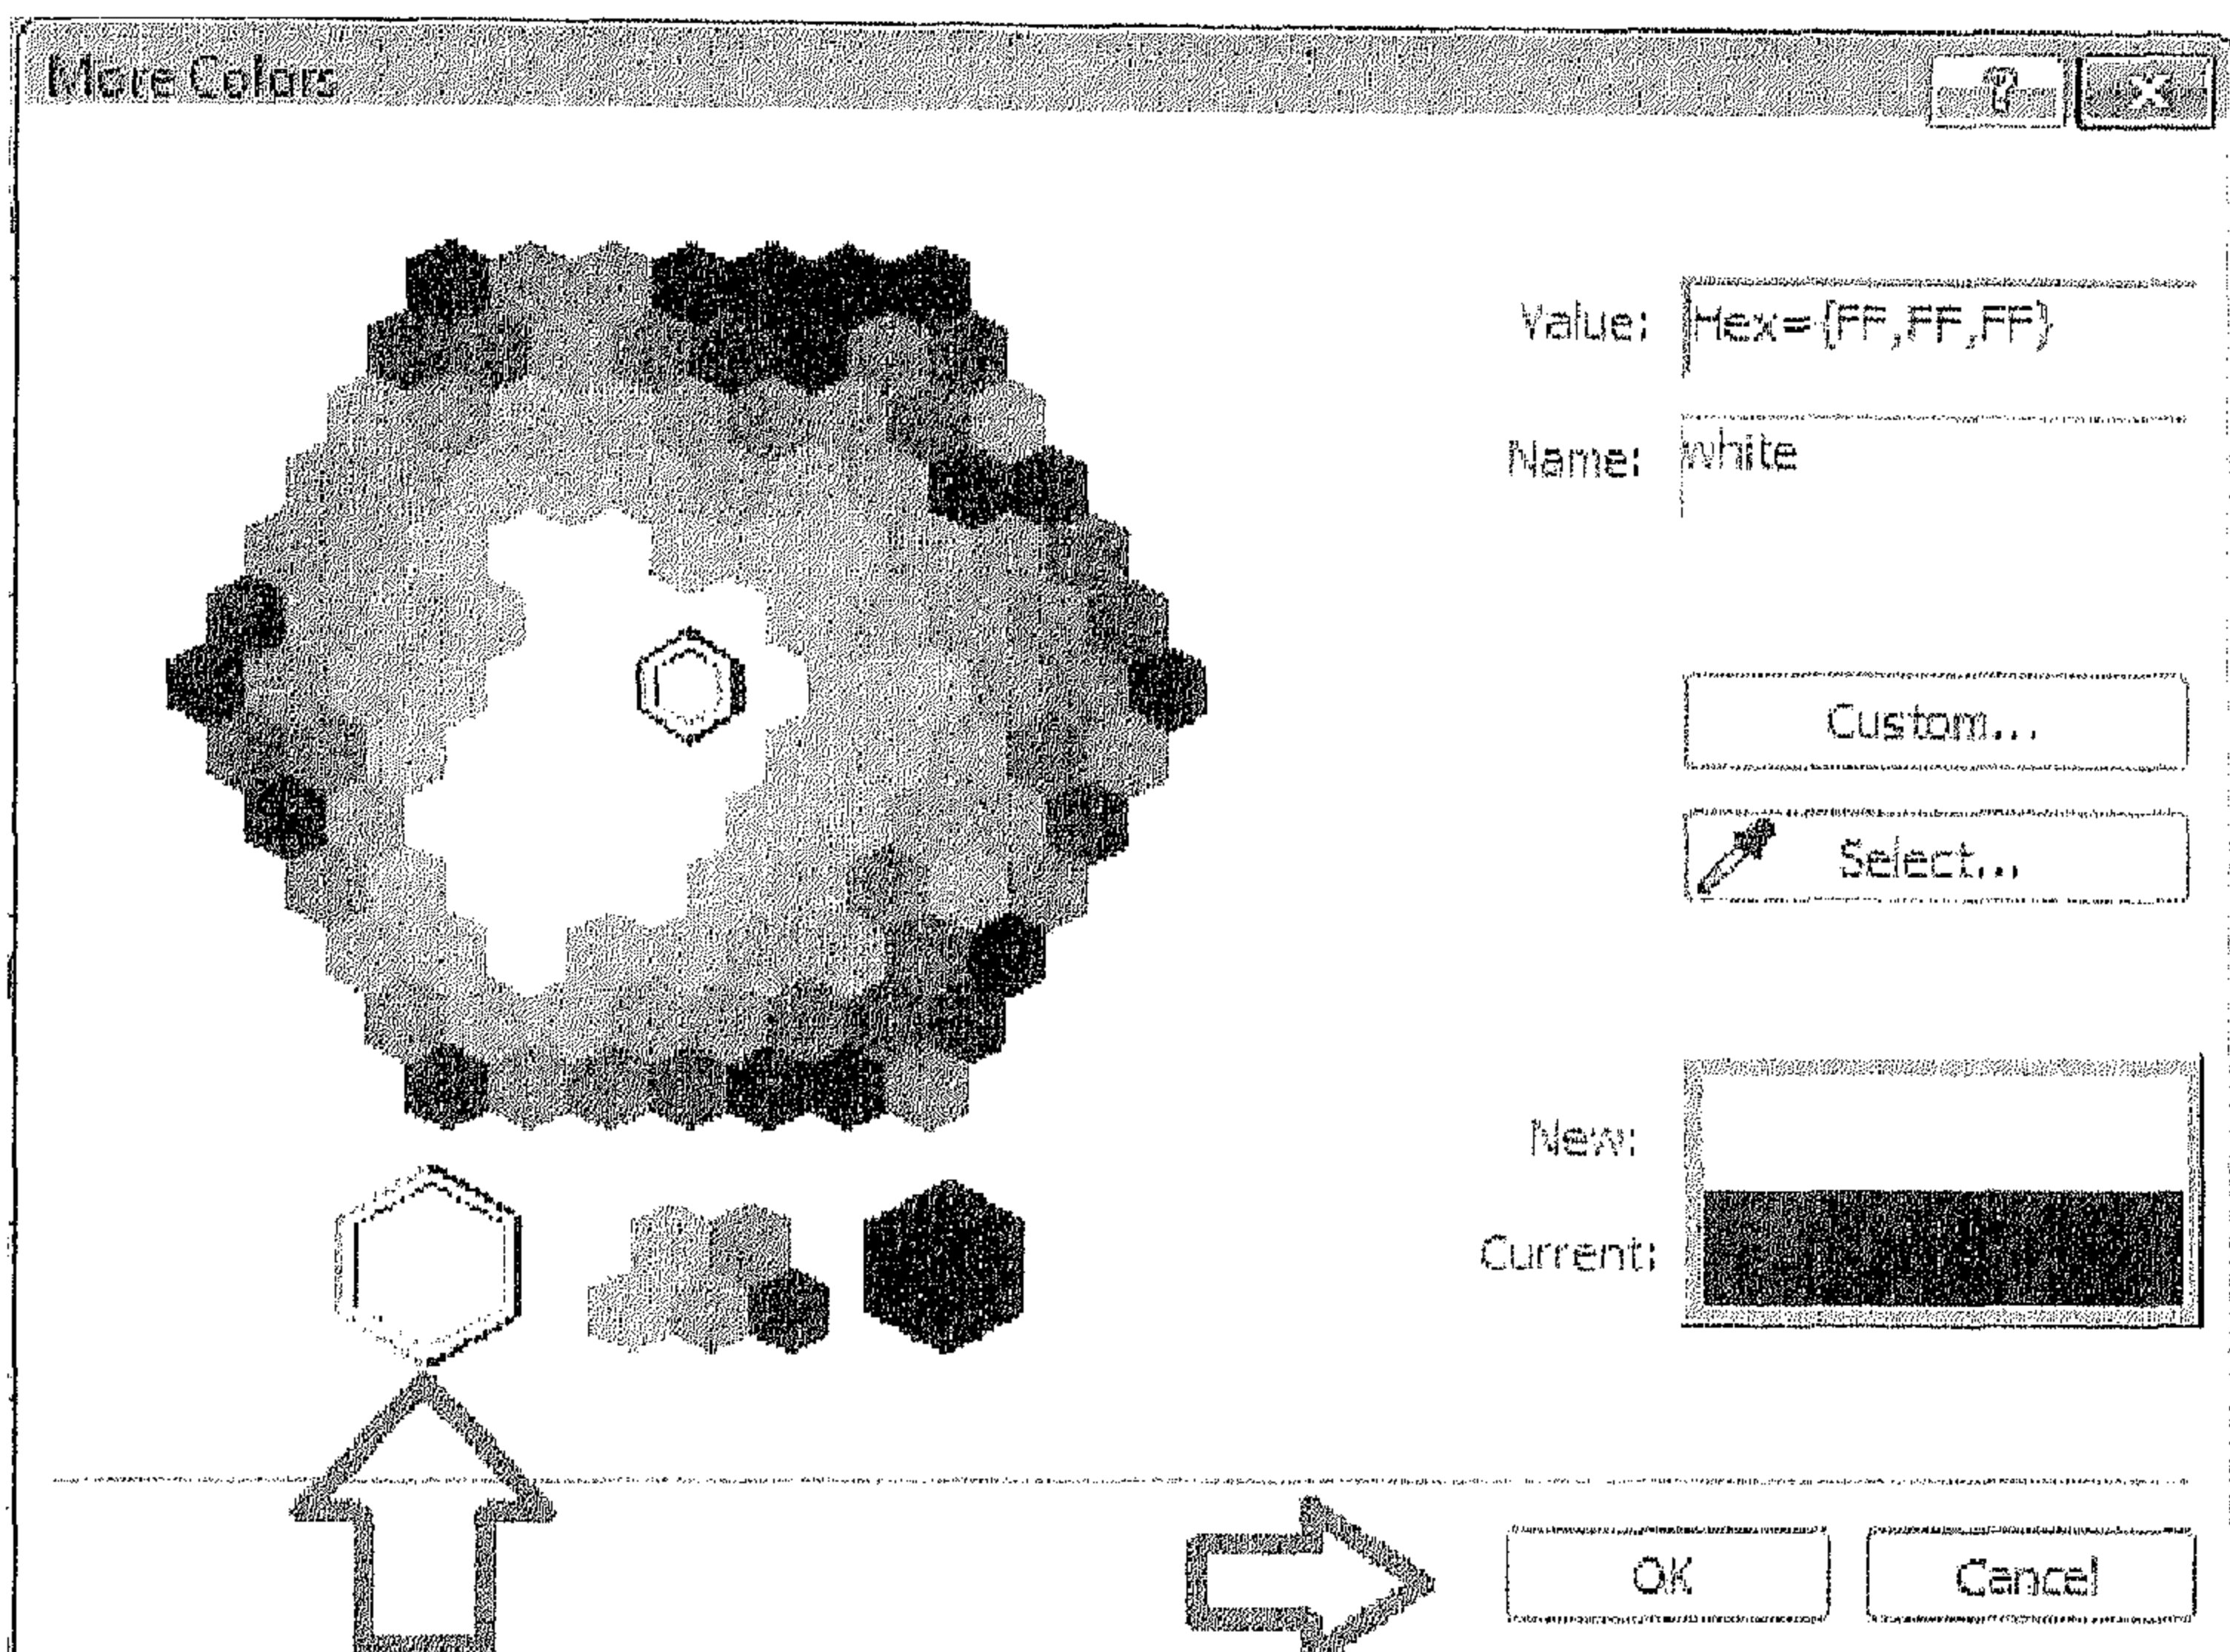 More Colors
?
Value: Hex={FF,FF,FF}
Name: white
Custom...
Select...
New:
Current:
OK
Cancel